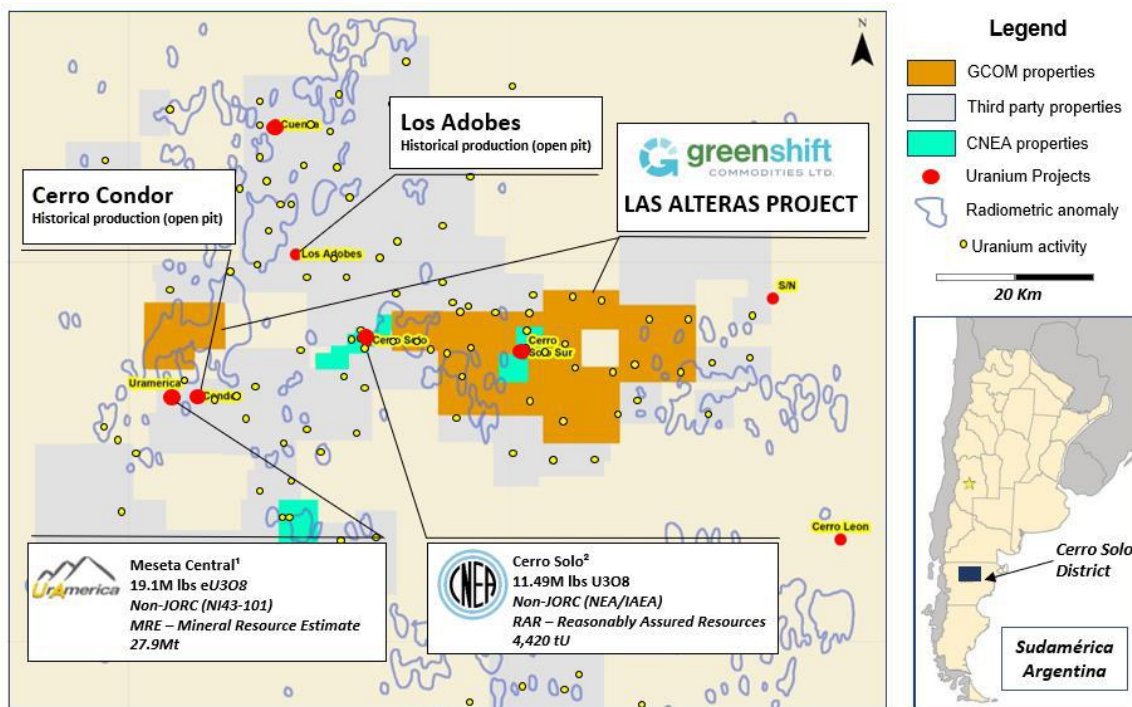 N
Cuenca
Los Adobes
Historical production (open pit)
greenshift
COMMODITIES LTD.
LAS ALTERAS PROJECT
Cerro Condor
Historical production (open pit)
Los Adobes
S/N
Cerro Solo
Cerro
Solo Sur
Uramerica
Condor
Cerro Leon
UrAmerica
Meseta Central¹
19.1M lbs eU3O8
Non-JORC (NI43-101)
MRE – Mineral Resource Estimate
27.9Mt
CNEA
Cerro Solo²
11.49M lbs U3O8
Non-JORC (NEA/IAEA)
RAR – Reasonably Assured Resources
4,420 tU
Legend
GCOM properties
Third party properties
CNEA properties
Uranium Projects
Radiometric anomaly
Uranium activity
20 Km
Cerro Solo
District
Sudamérica
Argentina